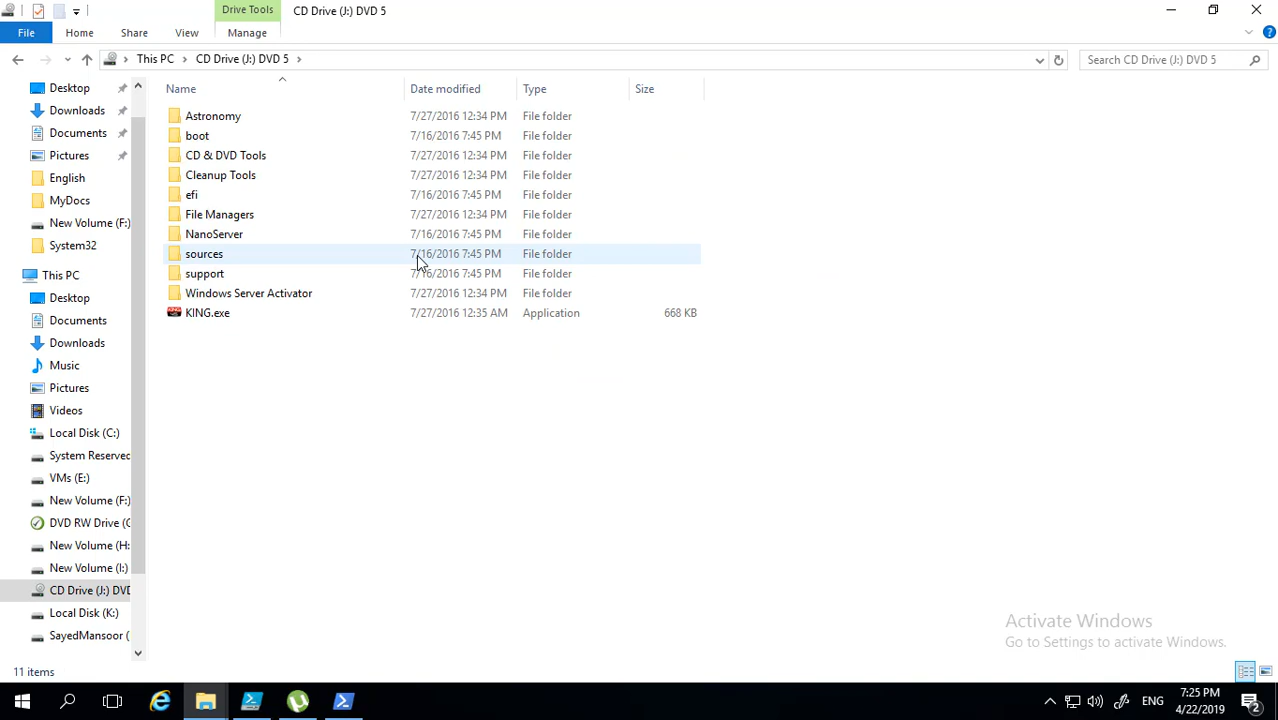 Drive Tools
CD Drive (J:) DVD 5
File
Home
Share
View
Manage
This PC
CD Drive (J:) DVD 5
Search CD Drive (J:) DVD 5
Desktop
Downloads
Documents
Pictures
English
MyDocs
New Volume (F:)
System32
This PC
Desktop
Documents
Downloads
Music
Pictures
Videos
Local Disk (C:)
System Reserved
VMs (E:)
New Volume (F:)
DVD RW Drive (
New Volume (H:
New Volume (I:)
CD Drive (J:) DVD
Local Disk (K:)
SayedMansoor (
Name Date modified Type Size
Astronomy 7/27/2016 12:34 PM File folder
boot 7/16/2016 7:45 PM File folder
CD & DVD Tools 7/27/2016 12:34 PM File folder
Cleanup Tools 7/27/2016 12:34 PM File folder
efi 7/16/2016 7:45 PM File folder
File Managers 7/27/2016 12:34 PM File folder
NanoServer 7/16/2016 7:45 PM File folder
sources 7/16/2016 7:45 PM File folder
support 7/16/2016 7:45 PM File folder
Windows Server Activator 7/27/2016 12:34 PM File folder
KING.exe 7/27/2016 12:35 AM Application 668 KB
Activate Windows
Go to Settings to activate Windows.
11 items
ENG
7:25 PM
4/22/2019
2